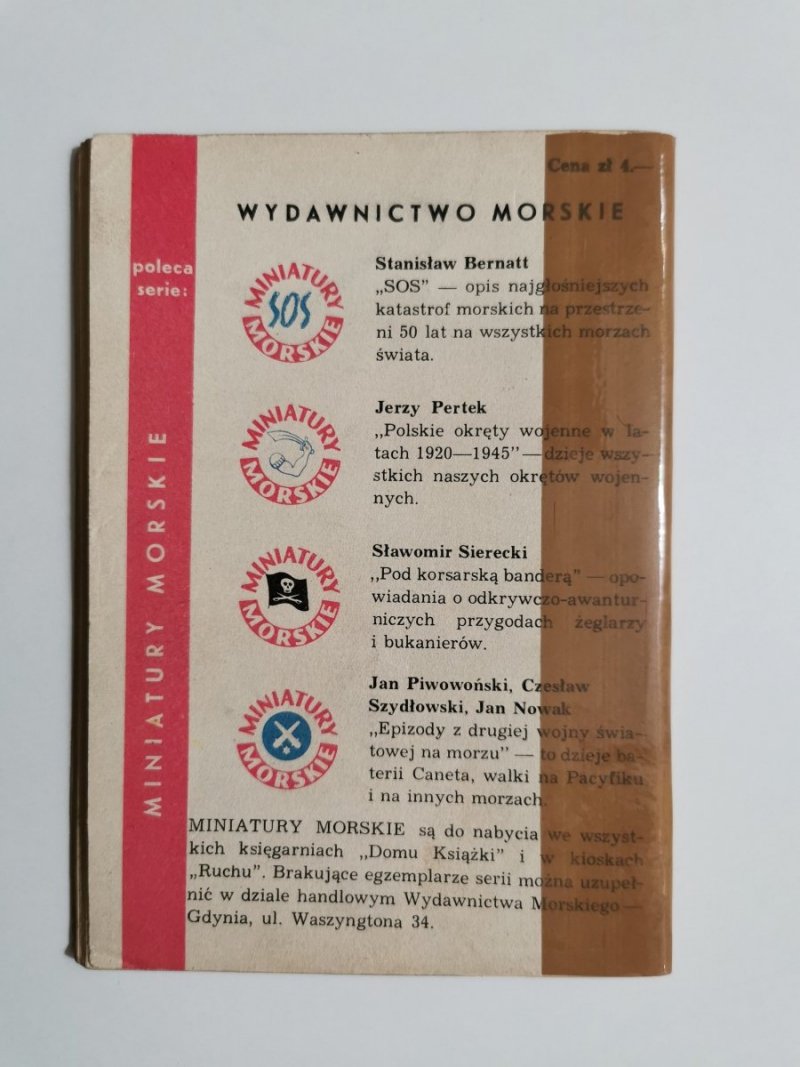 Cena zł 4.—
WYDAWNICTWO MORSKIE
poleca
serie:
MINIATURY MORSKIE
MINIATURY
SOS
MORSKIE
Stanisław Bernatt
„SOS” — opis najgłośniejszych
katastrof morskich na przestrze-
ni 50 lat na wszystkich morzach
świata.
MINIATURY
MORSKIE
Jerzy Pertek
„Polskie okręty wojenne w la-
tach 1920—1945” — dzieje wszy-
stkich naszych okrętów wojen-
nych.
MINIATURY
MORSKIE
Sławomir Sierecki
„Pod korsarską banderą” — opo-
wiadania o odkrywczo-awantur-
niczych przygodach żeglarzy
i bukanierów.
MINIATURY
MORSKIE
Jan Piwowoński, Czesław
Szydłowski, Jan Nowak
„Epizody z drugiej wojny świa-
towej na morzu” — to dzieje ba-
terii Caneta, walki na Pacyfiku
i na innych morzach.
MINIATURY MORSKIE są do nabycia we wszyst-
kich księgarniach „Domu Książki” i w kioskach
„Ruchu”. Brakujące egzemplarze serii można uzupeł-
nić w dziale handlowym Wydawnictwa Morskiego —
Gdynia, ul. Waszyngtona 34.